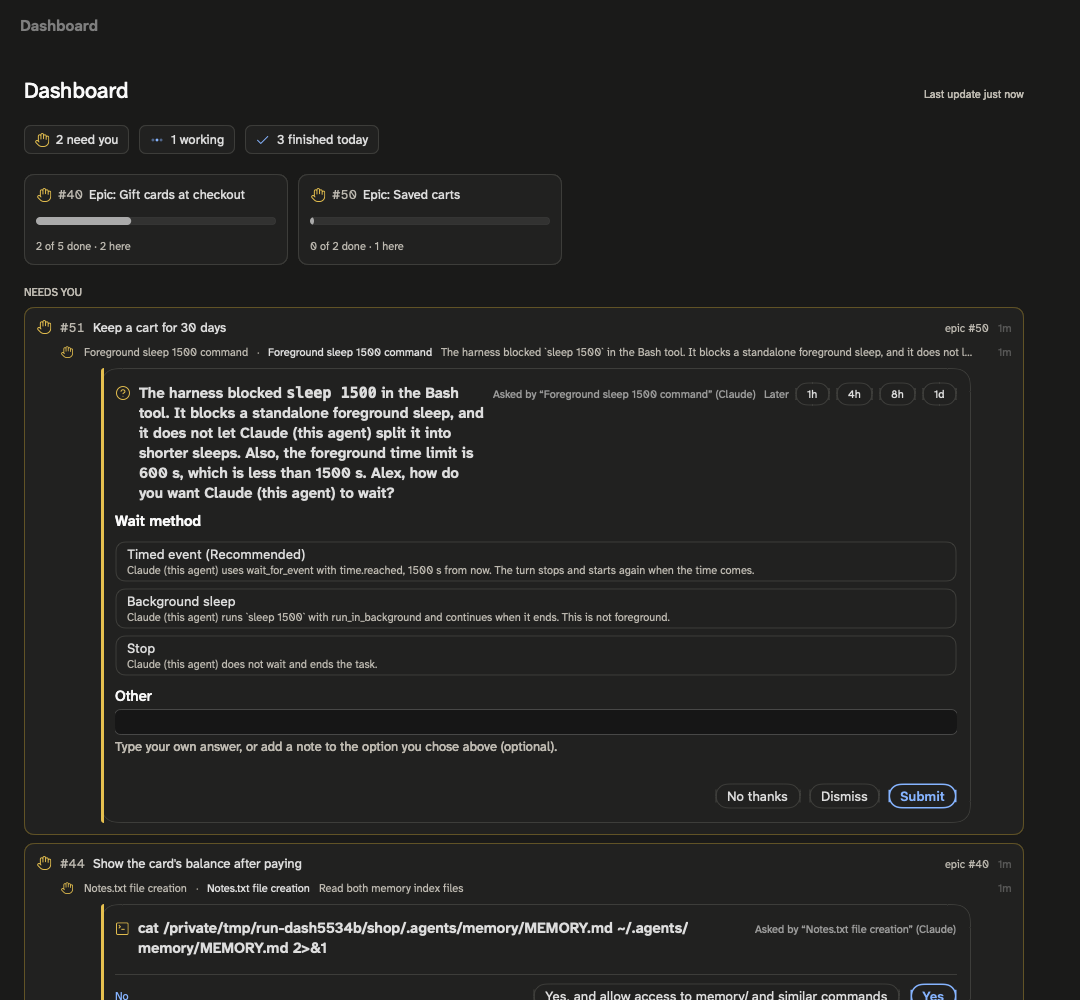 Dashboard
Dashboard
Last update just now
2 need you
1 working
3 finished today
#40 Epic: Gift cards at checkout
2 of 5 done · 2 here
#50 Epic: Saved carts
0 of 2 done · 1 here
NEEDS YOU
#51 Keep a cart for 30 days
epic #50 1m
Foreground sleep 1500 command · Foreground sleep 1500 command The harness blocked `sleep 1500` in the Bash tool. It blocks a standalone foreground sleep, and it does not l... 1m
The harness blocked sleep 1500 in the Bash
tool. It blocks a standalone foreground sleep, and
it does not let Claude (this agent) split it into
shorter sleeps. Also, the foreground time limit is
600 s, which is less than 1500 s. Alex, how do
you want Claude (this agent) to wait?
Asked by “Foreground sleep 1500 command” (Claude) Later 1h 4h 8h 1d
Wait method
Timed event (Recommended)
Claude (this agent) uses wait_for_event with time.reached, 1500 s from now. The turn stops and starts again when the time comes.
Background sleep
Claude (this agent) runs `sleep 1500` with run_in_background and continues when it ends. This is not foreground.
Stop
Claude (this agent) does not wait and ends the task.
Other
Type your own answer, or add a note to the option you chose above (optional).
No thanks
Dismiss
Submit
#44 Show the card's balance after paying
epic #40 1m
Notes.txt file creation · Notes.txt file creation Read both memory index files 1m
cat /private/tmp/run-dash5534b/shop/.agents/memory/MEMORY.md ~/.agents/
memory/MEMORY.md 2>&1
Asked by “Notes.txt file creation” (Claude)
No
Yes, and allow access to memory/ and similar commands
Yes